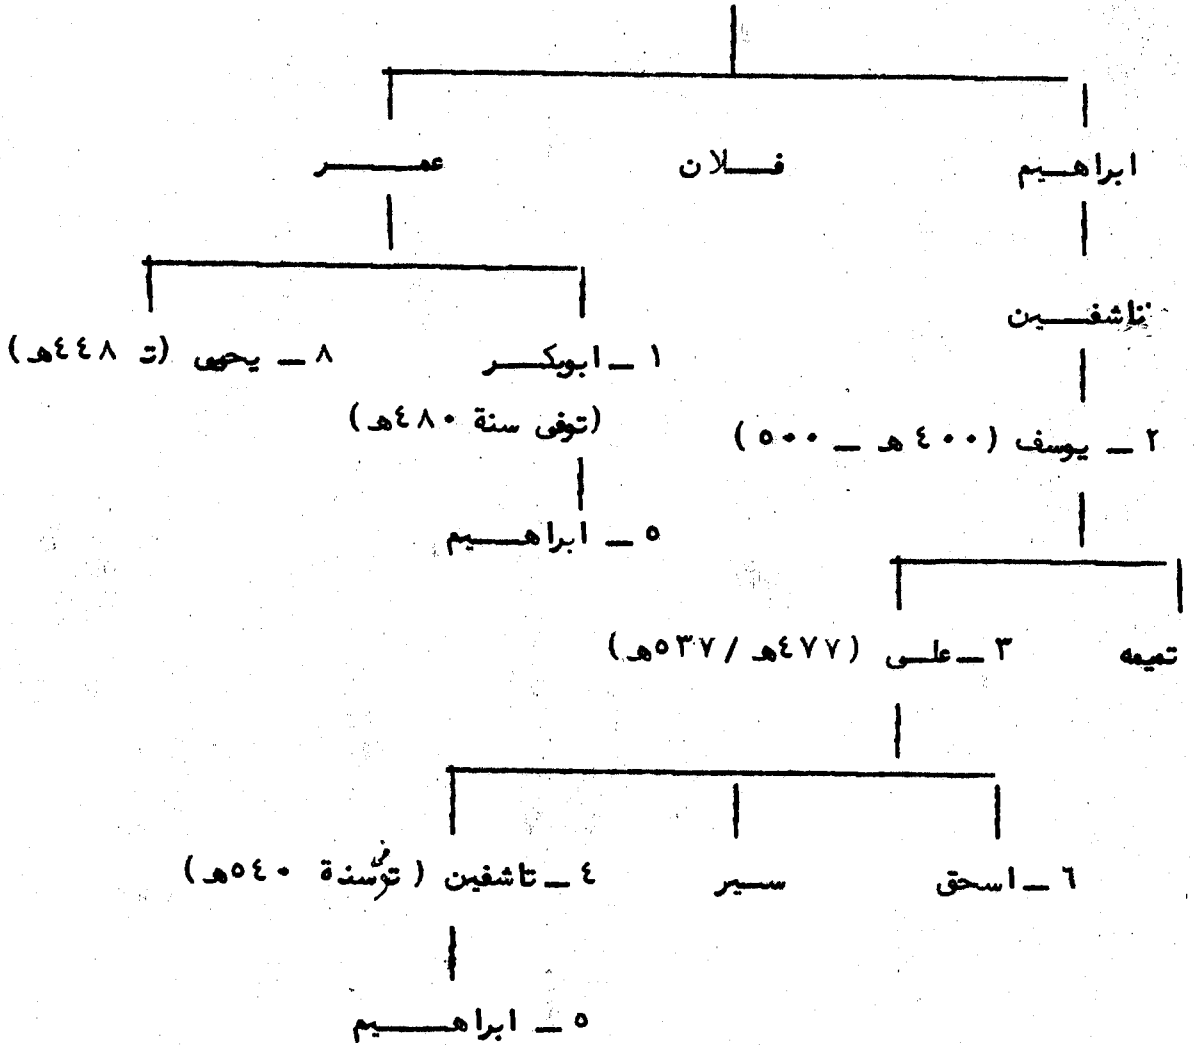 ابراهيم فلان عمر
تاشفين
١ - ابوبكر ٨ - يحيى (تـ ٤٤٨هـ)
(توفى سنة ٤٨٠هـ)
٢ - يوسف (٤٠٠هـ - ٥٠٠)
٥ - ابراهيم
تميمه ٣ - على (٤٧٧هـ / ٥٣٧هـ)
٦ - اسحق سير ٤ - تاشفين (توفى سنة ٥٤٠هـ)
٥ - ابراهيم